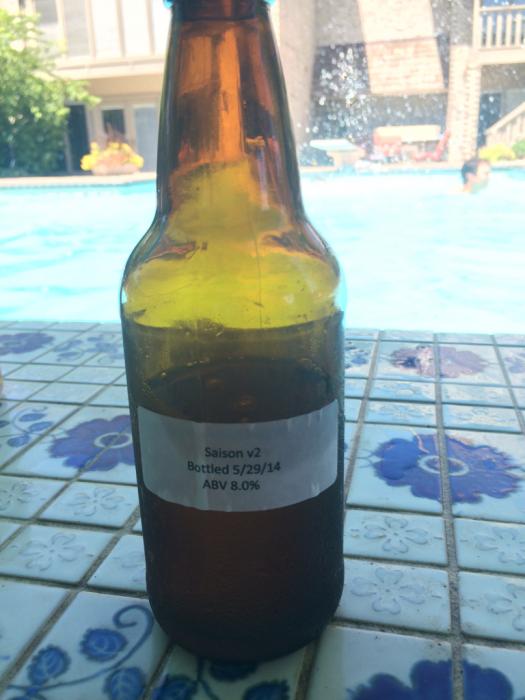 Saison v2
Bottled 5/29/14
ABV 8.0%